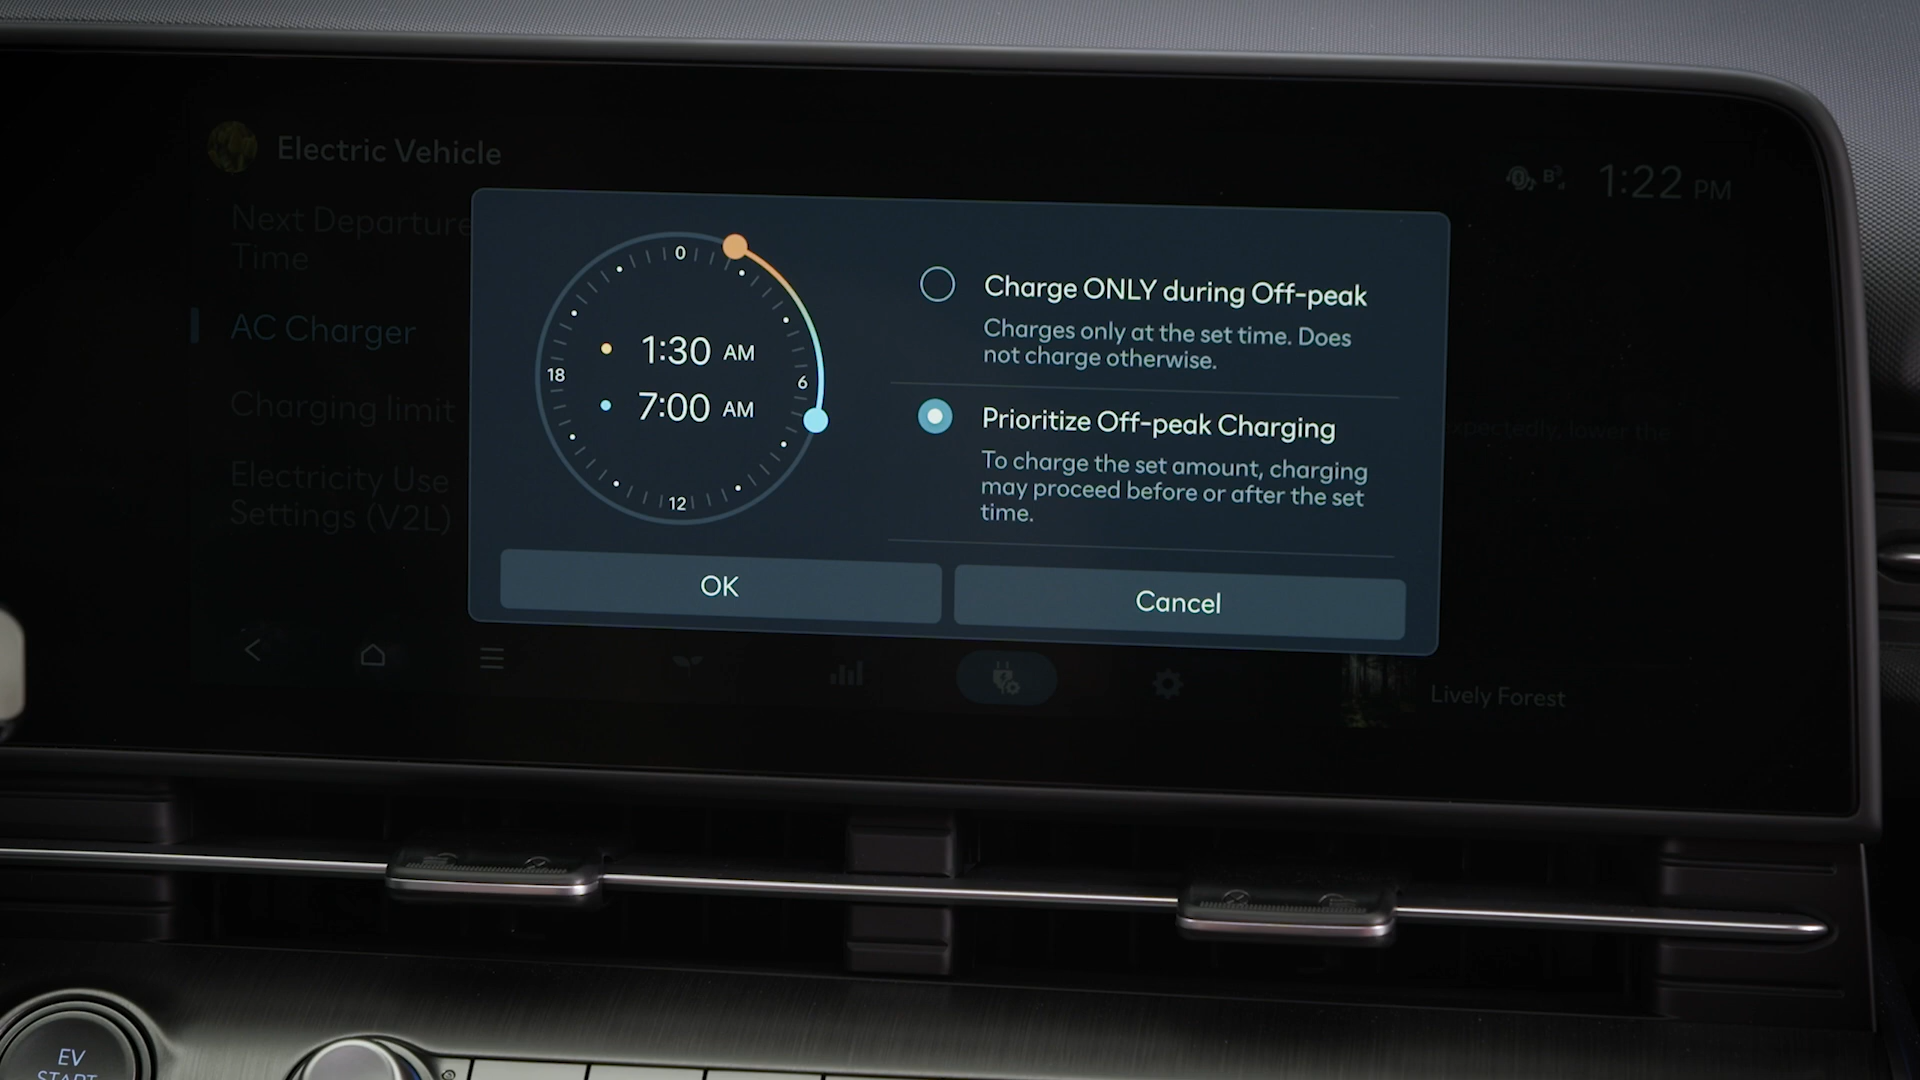 Electric Vehicle
1:22 PM
Next Departure
Time
AC Charger
Charging limit
Electricity Use
Settings (V2L)
0
6
12
18
1:30 AM
7:00 AM
Charge ONLY during Off-peak
Charges only at the set time. Does
not charge otherwise.
Prioritize Off-peak Charging
To charge the set amount, charging
may proceed before or after the set
time.
expectedly, lower the
OK
Cancel
Lively Forest
EV
START